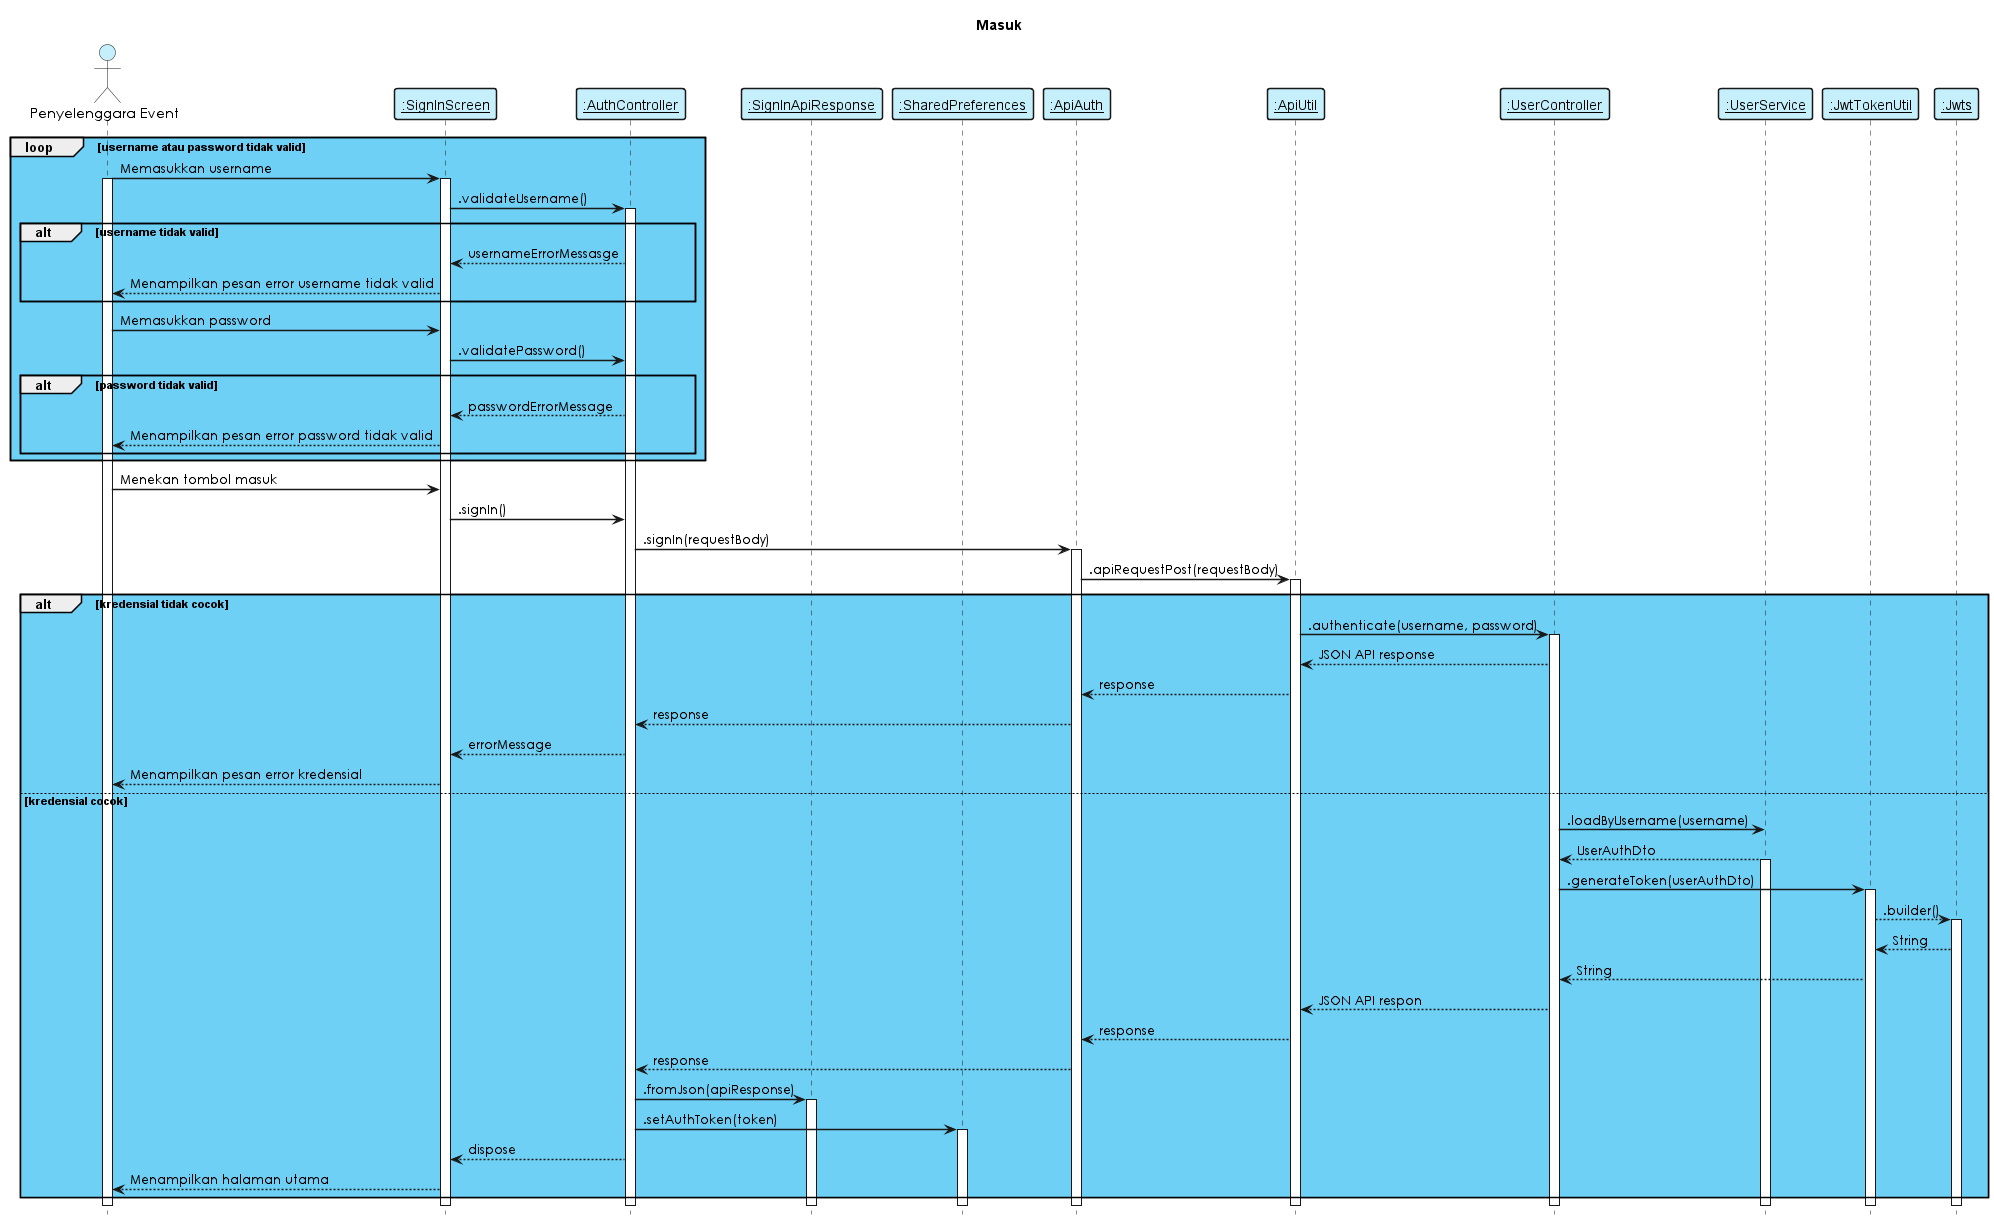 Masuk
Penyelenggara Event
:SignInScreen
:AuthController
:SignInApiResponse
:SharedPreferences
:ApiAuth
:ApiUtil
:UserController
:UserService
:JwtTokenUtil
:Jwts
loop
[username atau password tidak valid]
Memasukkan username
.validateUsername()
alt
[username tidak valid]
usernameErrorMessasge
Menampilkan pesan error username tidak valid
Memasukkan password
.validatePassword()
alt
[password tidak valid]
passwordErrorMessage
Menampilkan pesan error password tidak valid
Menekan tombol masuk
.signIn()
.signIn(requestBody)
.apiRequestPost(requestBody)
alt
[kredensial tidak cocok]
.authenticate(username, password)
JSON API response
response
response
errorMessage
Menampilkan pesan error kredensial
[kredensial cocok]
.loadByUsername(username)
UserAuthDto
.generateToken(userAuthDto)
.builder()
String
String
JSON API respon
response
response
.fromJson(apiResponse)
.setAuthToken(token)
dispose
Menampilkan halaman utama